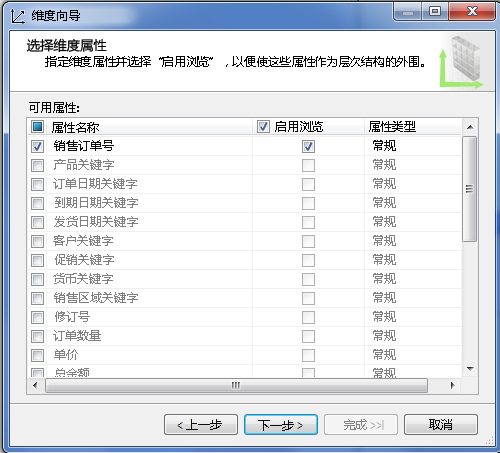 维度向导
选择维度属性
指定维度属性并选择“启用浏览”，以便使这些属性作为层次结构的外围。
可用属性:
属性名称 启用浏览 属性类型
销售订单号 常规
产品关键字 常规
订单日期关键字 常规
到期日期关键字 常规
发货日期关键字 常规
客户关键字 常规
促销关键字 常规
货币关键字 常规
销售区域关键字 常规
修订号 常规
订单数量 常规
单价 常规
总金额 常规
< 上一步 下一步 > 完成 >>| 取消